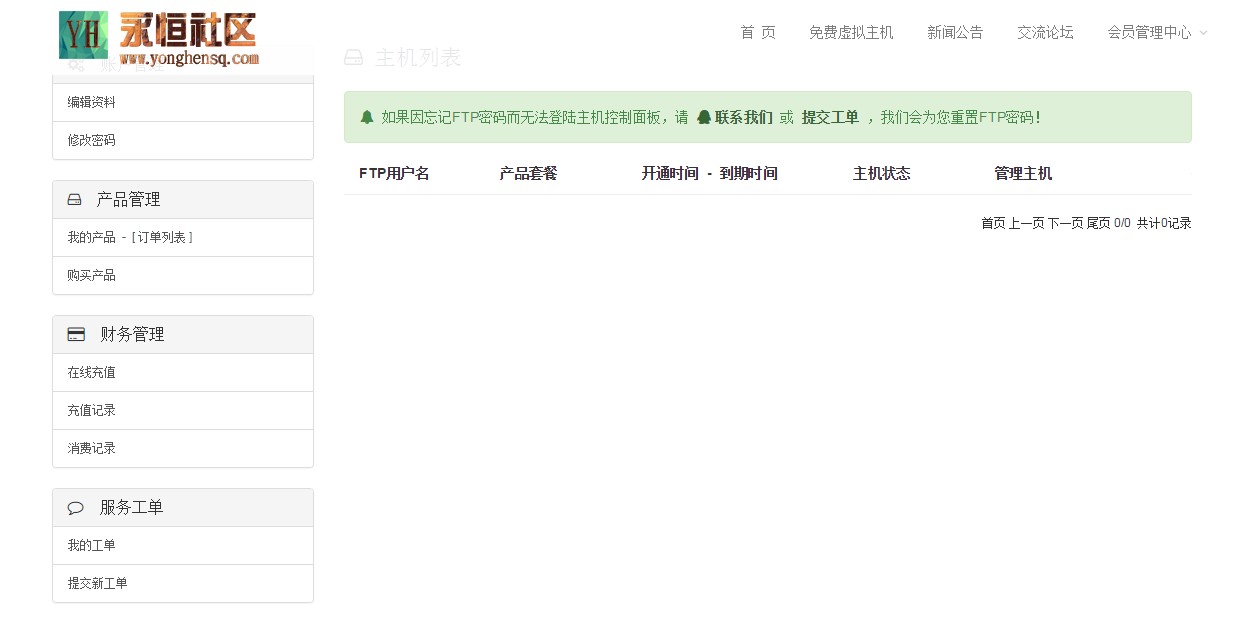 YH 永恒社区
www.yonghensq.com
首 页 免费虚拟主机 新闻公告 交流论坛 会员管理中心
账户管理
编辑资料
修改密码
产品管理
我的产品 - [ 订单列表 ]
购买产品
财务管理
在线充值
充值记录
消费记录
服务工单
我的工单
提交新工单
主机列表
如果因忘记FTP密码而无法登陆主机控制面板，请 联系我们 或 提交工单 ，我们会为您重置FTP密码！
FTP用户名 产品套餐 开通时间 - 到期时间 主机状态 管理主机
首页 上一页 下一页 尾页 0/0 共计0记录